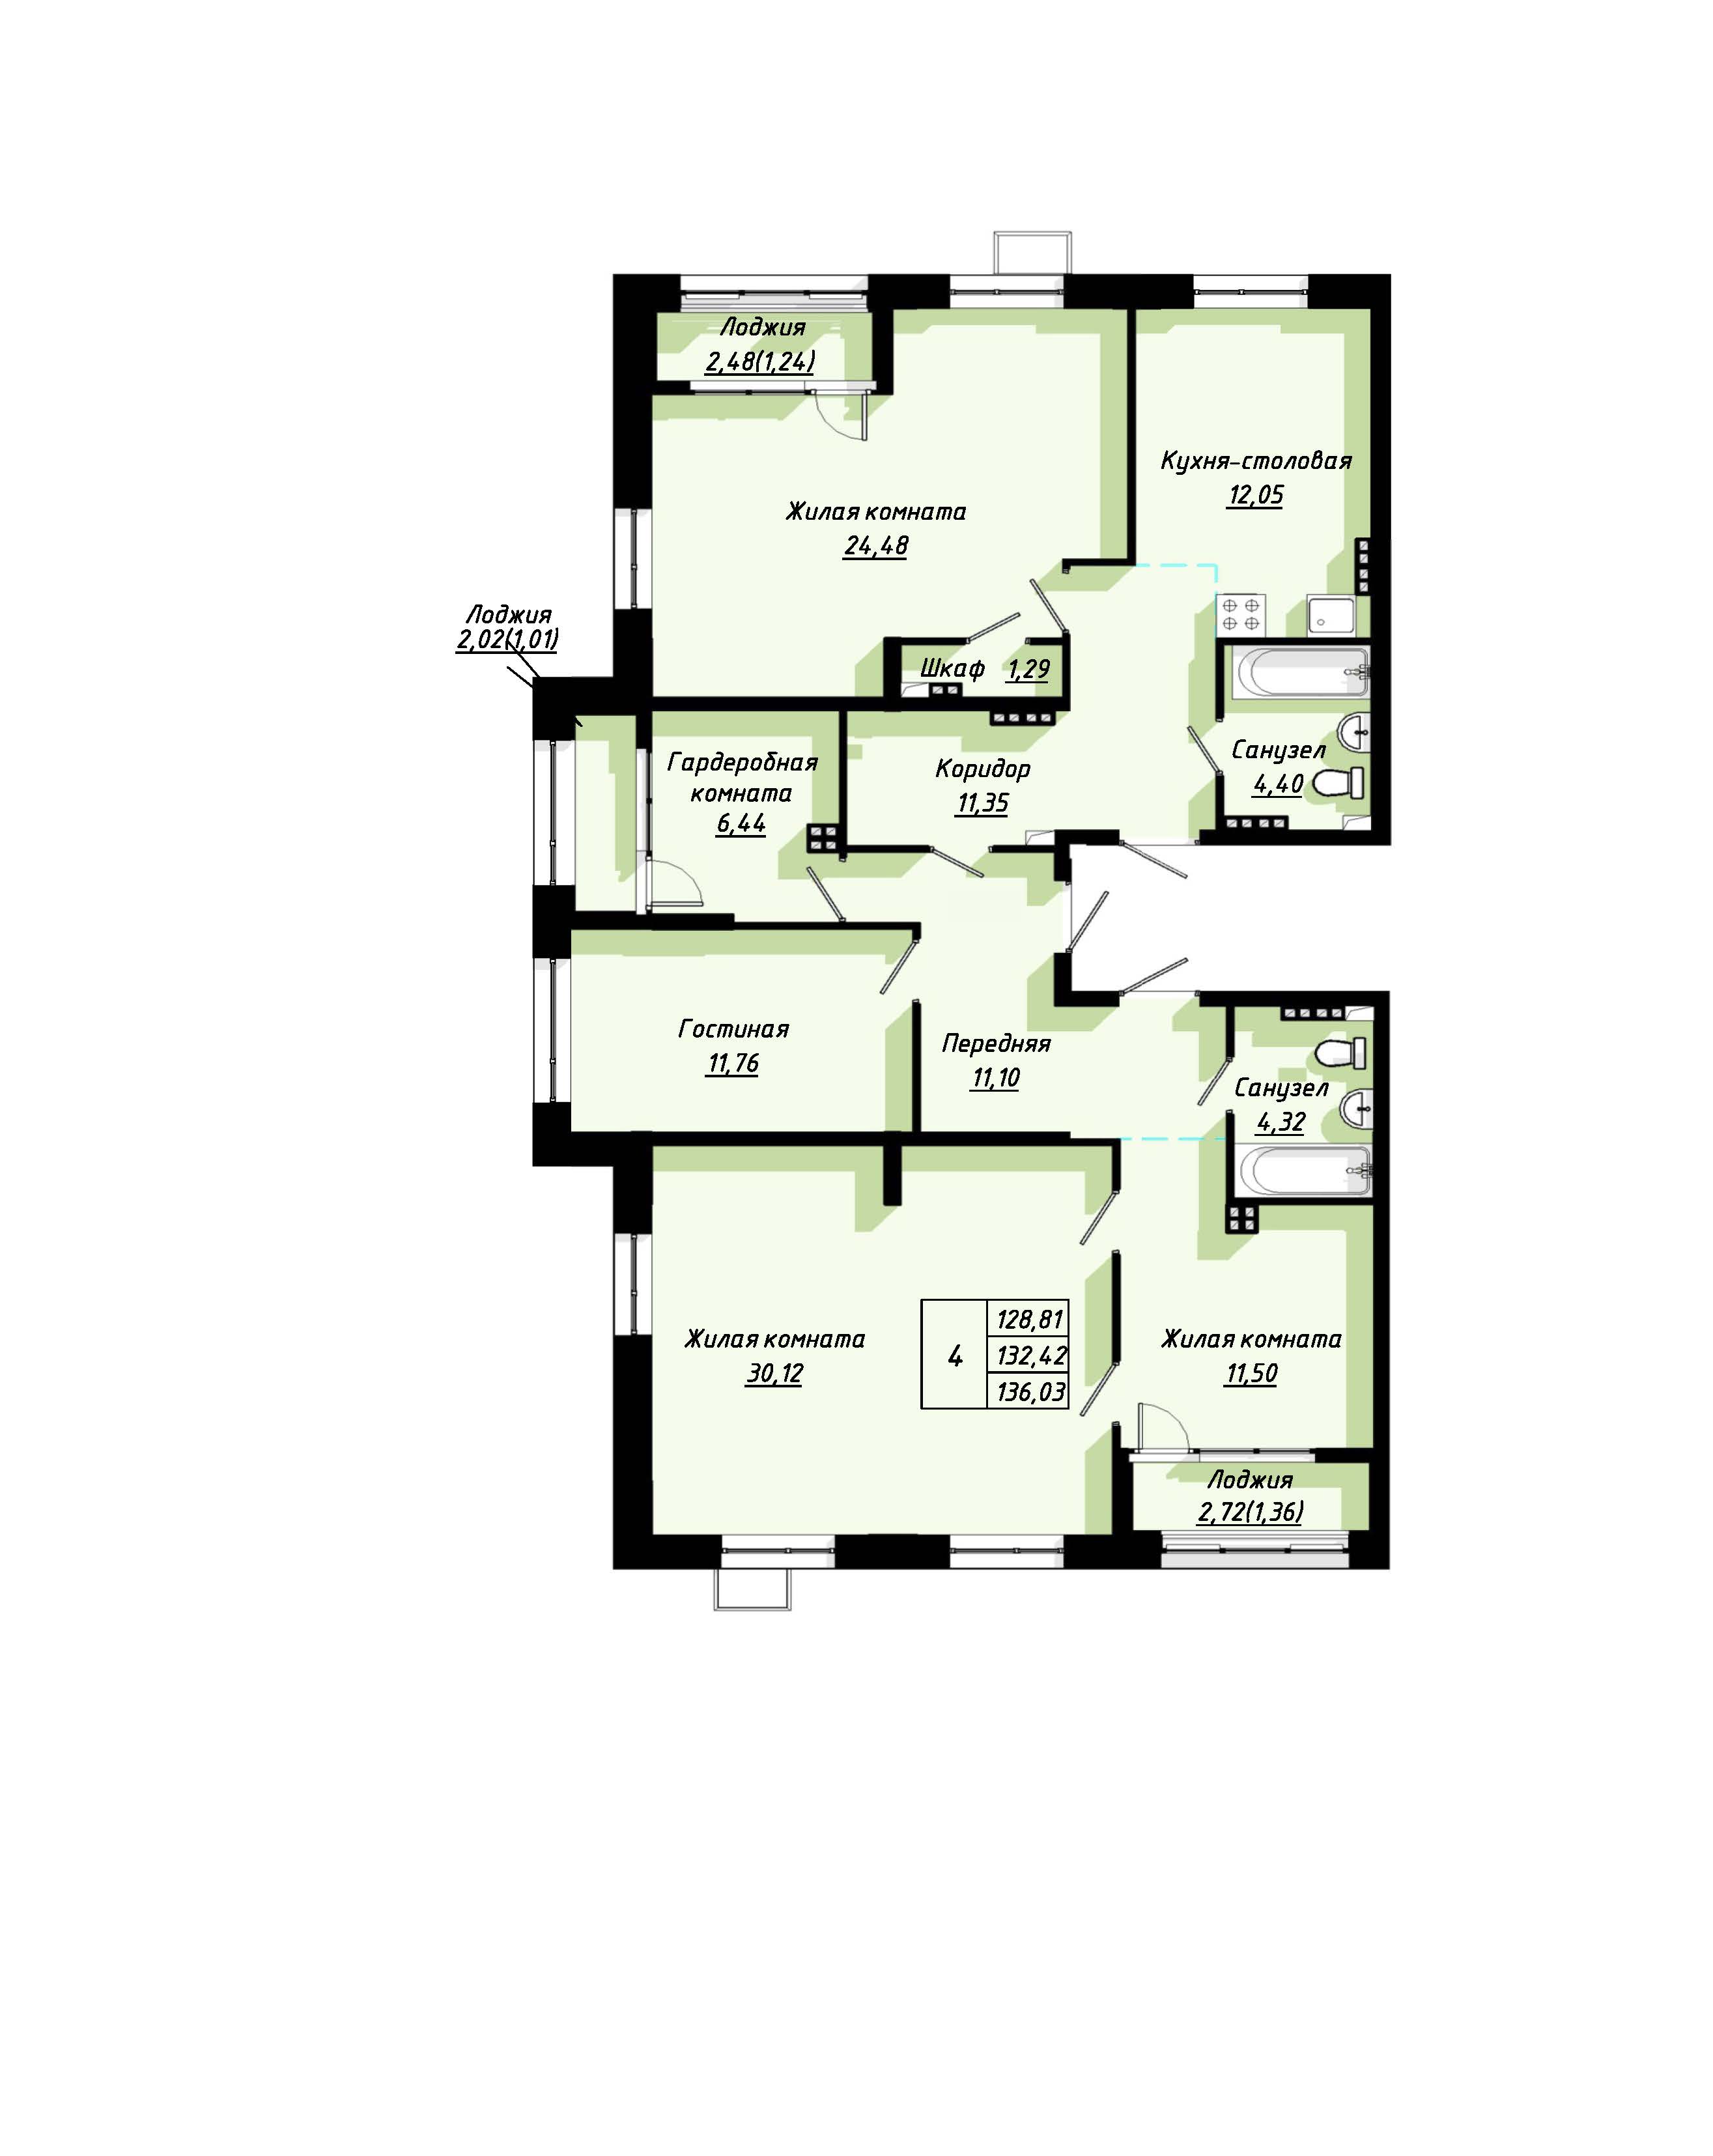 Лоджия
2,48(1,24)
Кухня-столовая
12,05
Жилая комната
24,48
Лоджия
2,02(1,01)
Шкаф 1,29
Гардеробная
комната
6,44
Коридор
11,35
Санузел
4,40
Гостиная
11,76
Передняя
11,10
Санузел
4,32
Жилая комната
30,12
4
128,81
132,42
136,03
Жилая комната
11,50
Лоджия
2,72(1,36)